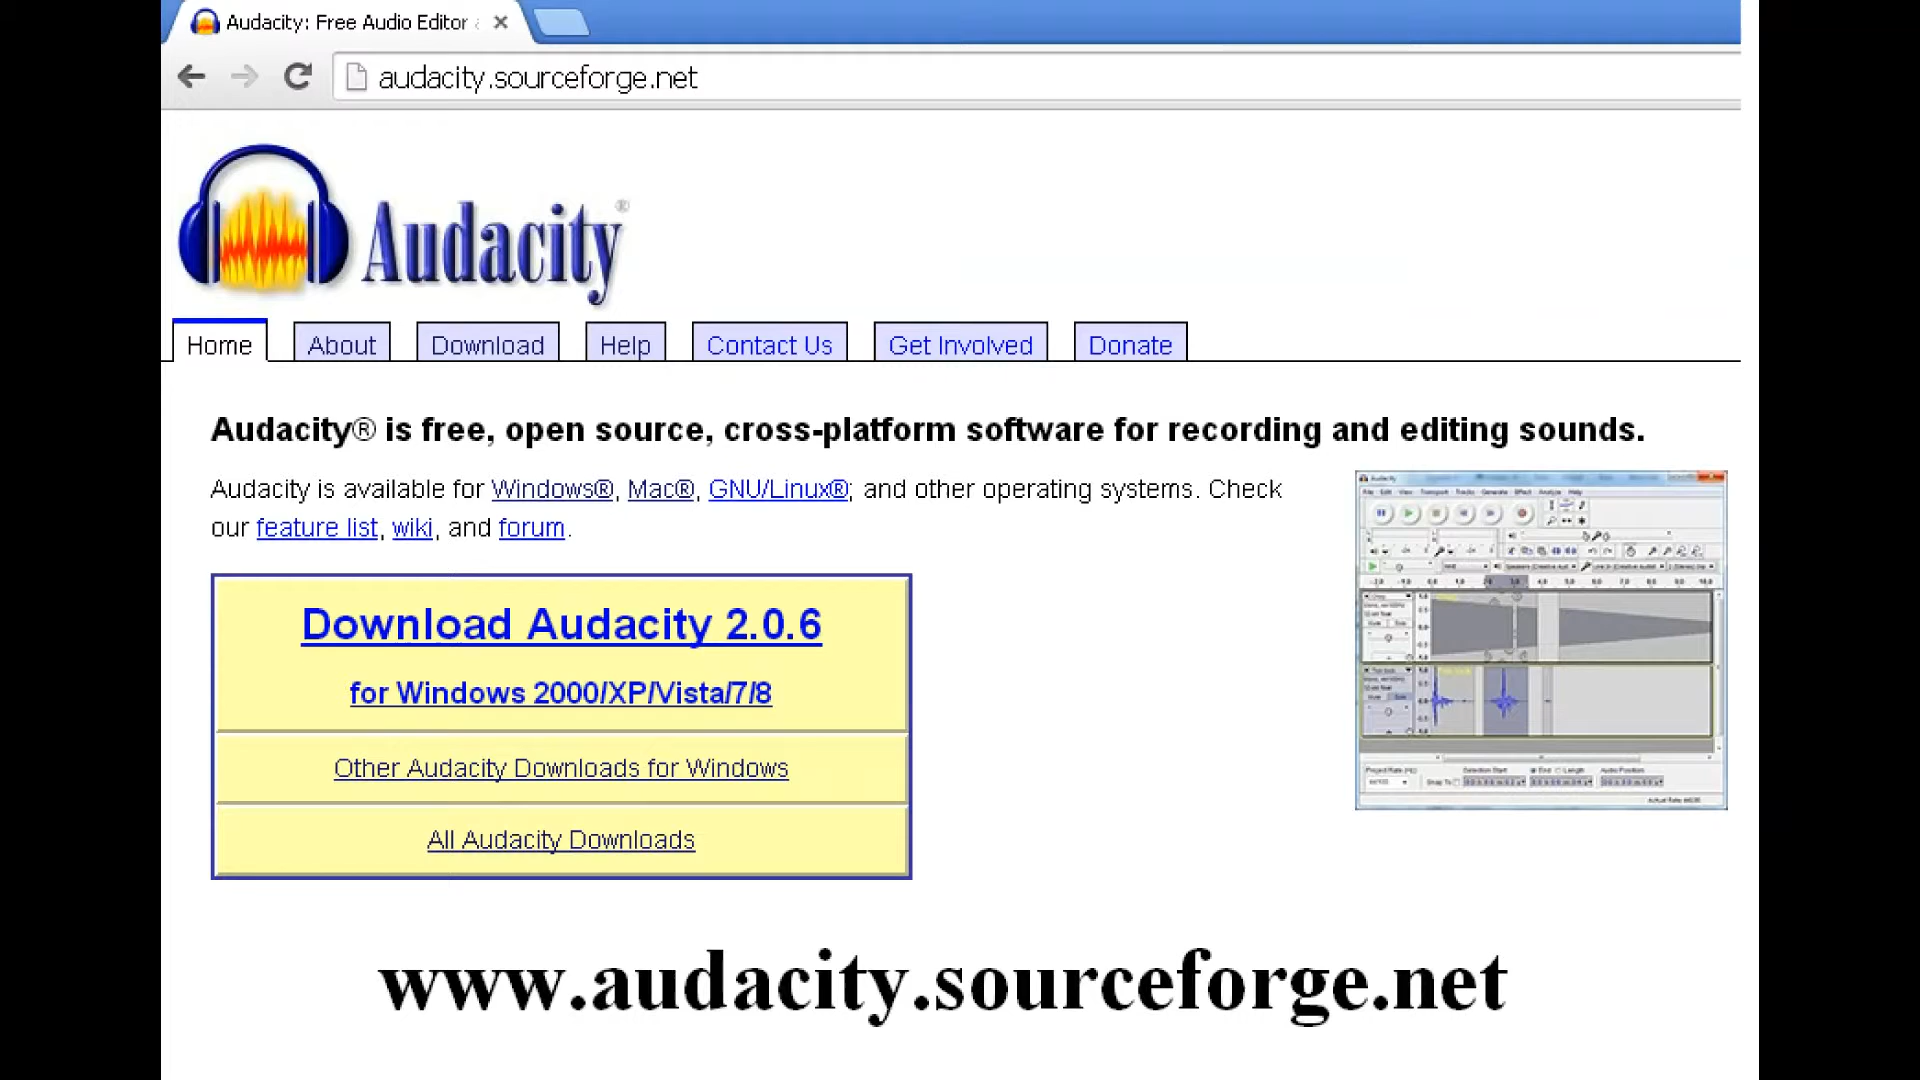 Audacity: Free Audio Editor
audacity.sourceforge.net
Audacity®
Home About Download Help Contact Us Get Involved Donate
Audacity® is free, open source, cross-platform software for recording and editing sounds.
Audacity is available for Windows®, Mac®, GNU/Linux®; and other operating systems. Check
our feature list, wiki, and forum.
Download Audacity 2.0.6
for Windows 2000/XP/Vista/7/8
Other Audacity Downloads for Windows
All Audacity Downloads
www.audacity.sourceforge.net